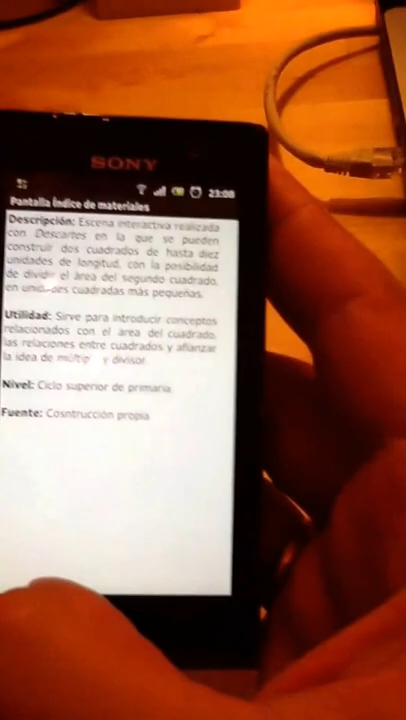 SONY
23:08
Pantalla Índice de materiales
Descripción: Escena interactiva realizada
con Descartes en la que se pueden
construir dos cuadrados de hasta diez
unidades de longitud, con la posibilidad
de dividir el área del segundo cuadrado,
en unidades cuadradas más pequeñas.
Utilidad: Sirve para introducir conceptos
relacionados con el área del cuadrado,
las relaciones entre cuadrados y afianzar
la idea de múltip y divisor.
Nivel: Ciclo superior de primaria.
Fuente: Cosntrucción propia